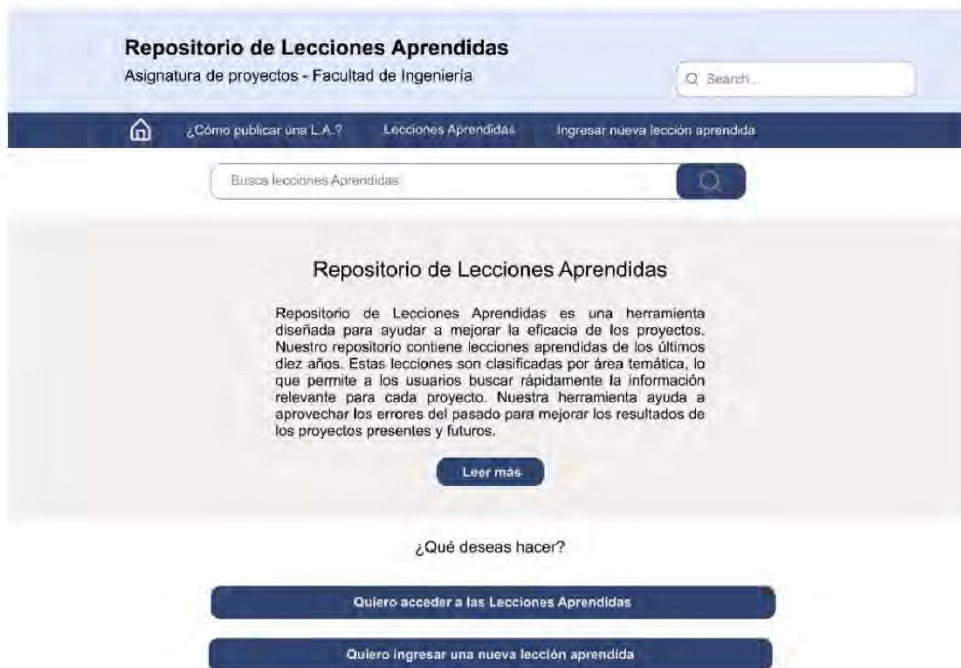 Repositorio de Lecciones Aprendidas
Asignatura de proyectos - Facultad de Ingeniería
Search...
¿Cómo publicar una L.A.?
Lecciones Aprendidas
Ingresar nueva lección aprendida
Busca lecciones Aprendidas
Repositorio de Lecciones Aprendidas
Repositorio de Lecciones Aprendidas es una herramienta
diseñada para ayudar a mejorar la eficacia de los proyectos.
Nuestro repositorio contiene lecciones aprendidas de los últimos
diez años. Estas lecciones son clasificadas por área temática, lo
que permite a los usuarios buscar rápidamente la información
relevante para cada proyecto. Nuestra herramienta ayuda a
aprovechar los errores del pasado para mejorar los resultados de
los proyectos presentes y futuros.
Leer más
¿Qué deseas hacer?
Quiero acceder a las Lecciones Aprendidas
Quiero ingresar una nueva lección aprendida